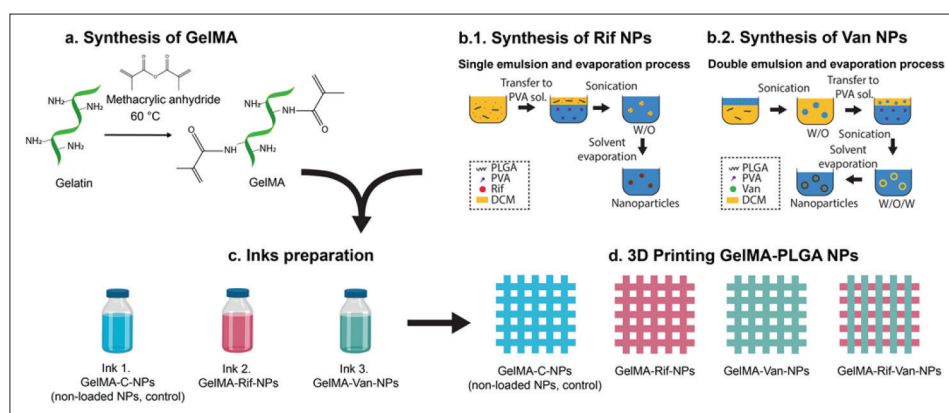 a. Synthesis of GelMA
Methacrylic anhydride
60 °C
NH₂
NH₂
NH₂
NH₂
Gelatin
NH₂
NH
O
O
NH
NH₂
GelMA
b.1. Synthesis of Rif NPs
Single emulsion and evaporation process
Transfer to
PVA sol.
Sonication
W/O
Solvent
evaporation
Nanoparticles
PLGA
PVA
Rif
DCM
b.2. Synthesis of Van NPs
Double emulsion and evaporation process
Sonication
Transfer to
PVA sol.
W/O
Sonication
Solvent
evaporation
Nanoparticles
W/O/W
PLGA
PVA
Van
DCM
c. Inks preparation
Ink 1.
GelMA-C-NPs
(non-loaded NPs, control)
Ink 2.
GelMA-Rif-NPs
Ink 3.
GelMA-Van-NPs
d. 3D Printing GelMA-PLGA NPs
GelMA-C-NPs
(non-loaded NPs, control)
GelMA-Rif-NPs
GelMA-Van-NPs
GelMA-Rif-Van-NPs